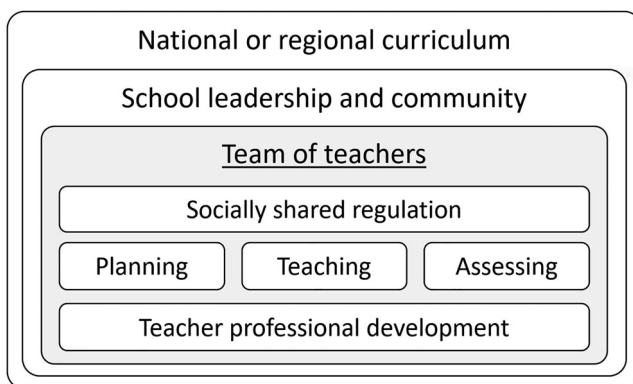 National or regional curriculum
School leadership and community
Team of teachers
Socially shared regulation
Planning
Teaching
Assessing
Teacher professional development